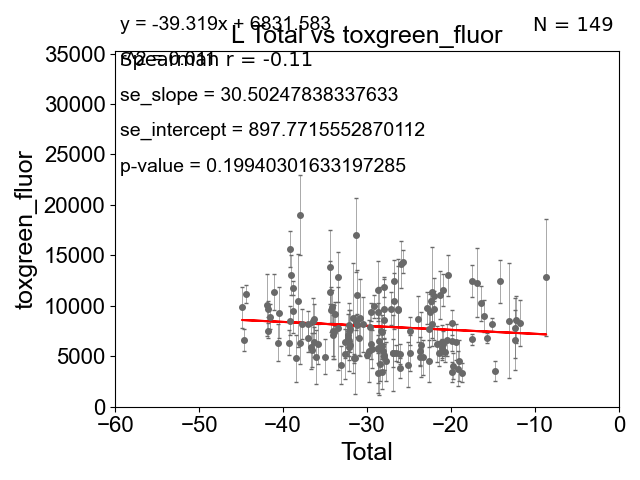 y = -39.319x + 6831.583
N = 149
L Total vs toxgreen_fluor
r^2 = 0.011
Spearman r = -0.11
se_slope = 30.50247838337633
se_intercept = 897.7715552870112
p-value = 0.19940301633197285
35000
30000
25000
20000
15000
10000
5000
0
toxgreen_fluor
−60 −50 −40 −30 −20 −10 0
Total